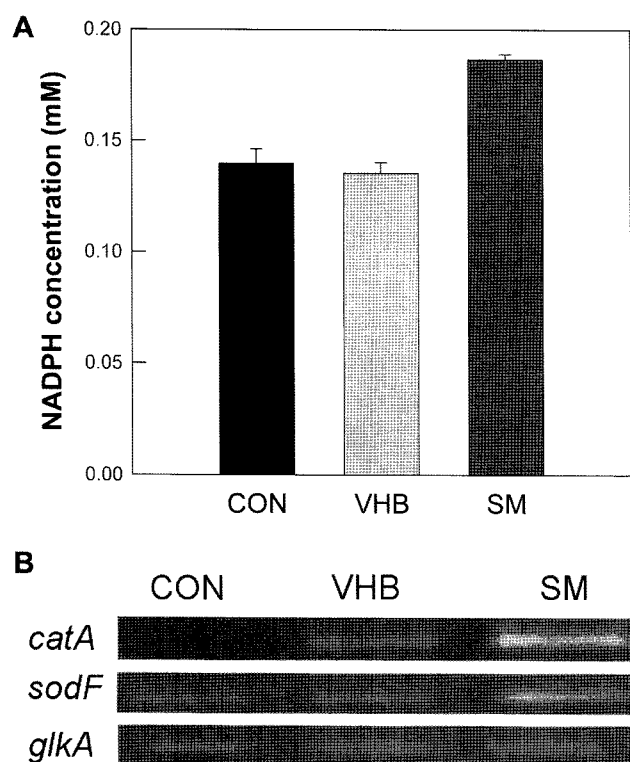 A
NADPH concentration (mM)
0.20
0.15
0.10
0.05
0.00
CON VHB SM
B
CON VHB SM
catA
sodF
glkA